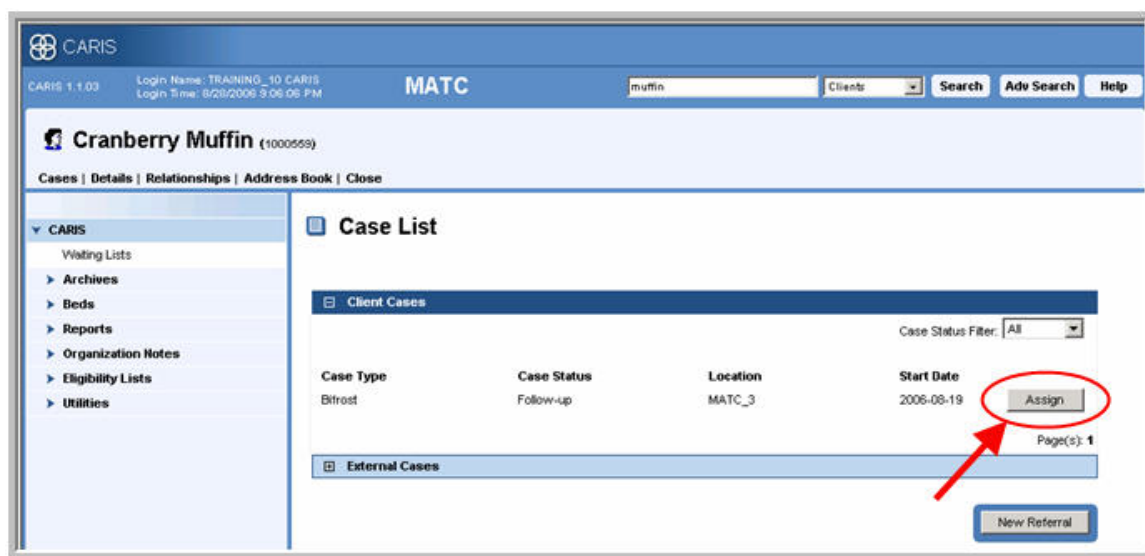 CARIS
CARIS 1.1.03
Login Name: TRAINING_10 CARIS
Login Time: 8/28/2006 9:06:06 PM
MATC
muffin
Clients
Search
Adv Search
Help
Cranberry Muffin (1000559)
Cases | Details | Relationships | Address Book | Close
CARIS
Waiting Lists
Archives
Beds
Reports
Organization Notes
Eligibility Lists
Utilities
Case List
Client Cases
Case Status Filter: All
Case Type Case Status Location Start Date
Bifrost Follow-up MATC_3 2006-08-19 Assign
Page(s): 1
External Cases
New Referral